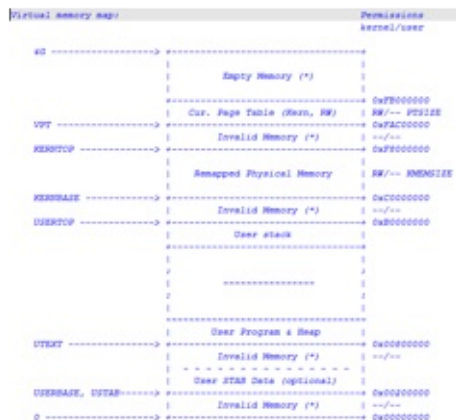 Virtual memory map: Permissions
kernel/user
4G ------------------> +------------------------------+
| Empty Memory (*) |
+------------------------------+ 0xFB000000
| Cur. Page Table (Kern, RW) | RW/-- PTSIZE
VPT -----------------> +------------------------------+ 0xFAC00000
| Invalid Memory (*) | --/--
KERNTOP -------------> +------------------------------+ 0xF8000000
| Remapped Physical Memory | RW/-- KMEMSIZE
KERNBASE ------------> +------------------------------+ 0xC0000000
| Invalid Memory (*) | --/--
USERTOP -------------> +------------------------------+ 0xB0000000
| User stack |
+------------------------------+
| ---------------- |
+------------------------------+
| User Program & Heap |
UTEXT ---------------> +------------------------------+ 0x00800000
| Invalid Memory (*) | --/--
| - - - - - - - - - - - - - - -|
| User STAB Data (optional) |
USERBASE, USTAB------> +------------------------------+ 0x00200000
| Invalid Memory (*) | --/--
0 -------------------> +------------------------------+ 0x00000000